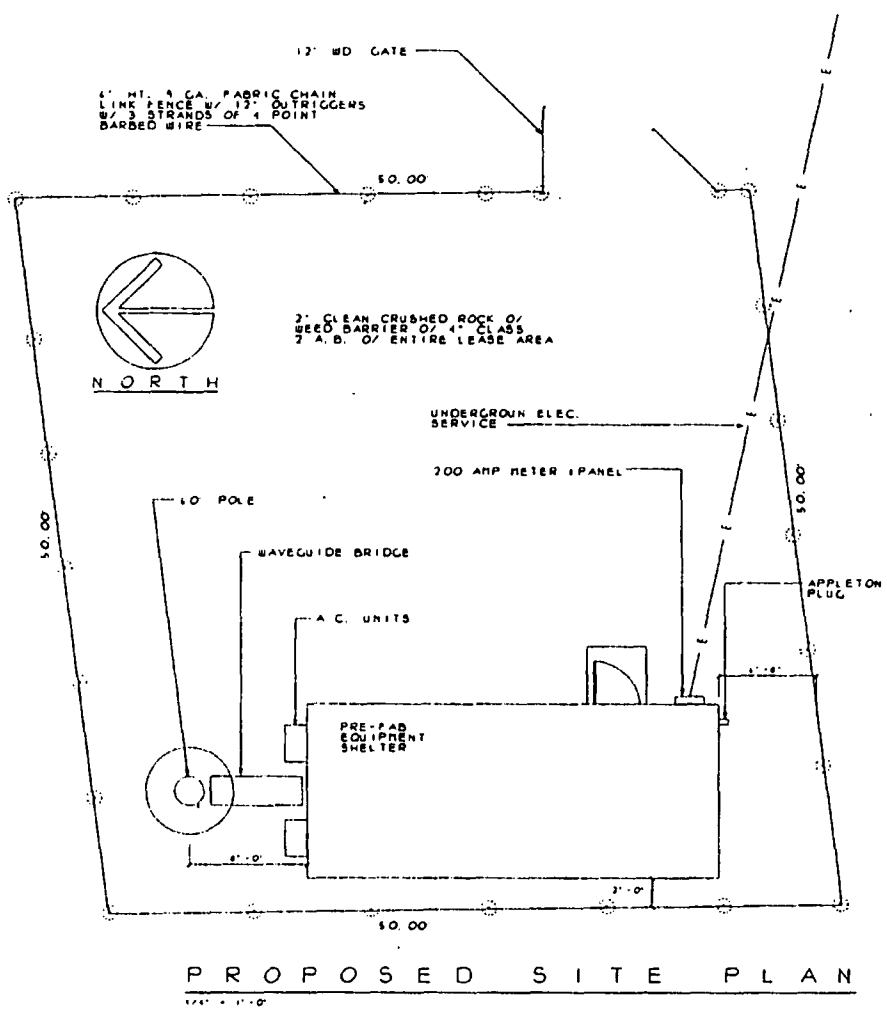 12' WD GATE
6' HT. 9 GA. FABRIC CHAIN
LINK FENCE W/ 12" OUTRIGGERS
W/ 3 STRANDS OF 4 POINT
BARBED WIRE
50.00'
NORTH
2" CLEAN CRUSHED ROCK O/
WEED BARRIER O/ 4" CLASS
2 A.B. O/ ENTIRE LEASE AREA
UNDERGROUN ELEC.
SERVICE
E
E
E
E
E
E
200 AMP METER &PANEL
50.00'
60' POLE
50.00'
WAVEGUIDE BRIDGE
APPLETON
PLUG
A.C. UNITS
PRE-FAB
EQUIPMENT
SHELTER
2'-0"
50.00
PROPOSED SITE PLAN